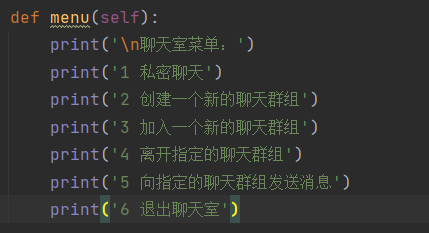 def menu(self):
    print('\n聊天室菜单：')
    print('1 私密聊天')
    print('2 创建一个新的聊天群组')
    print('3 加入一个新的聊天群组')
    print('4 离开指定的聊天群组')
    print('5 向指定的聊天群组发送消息')
    print('6 退出聊天室')